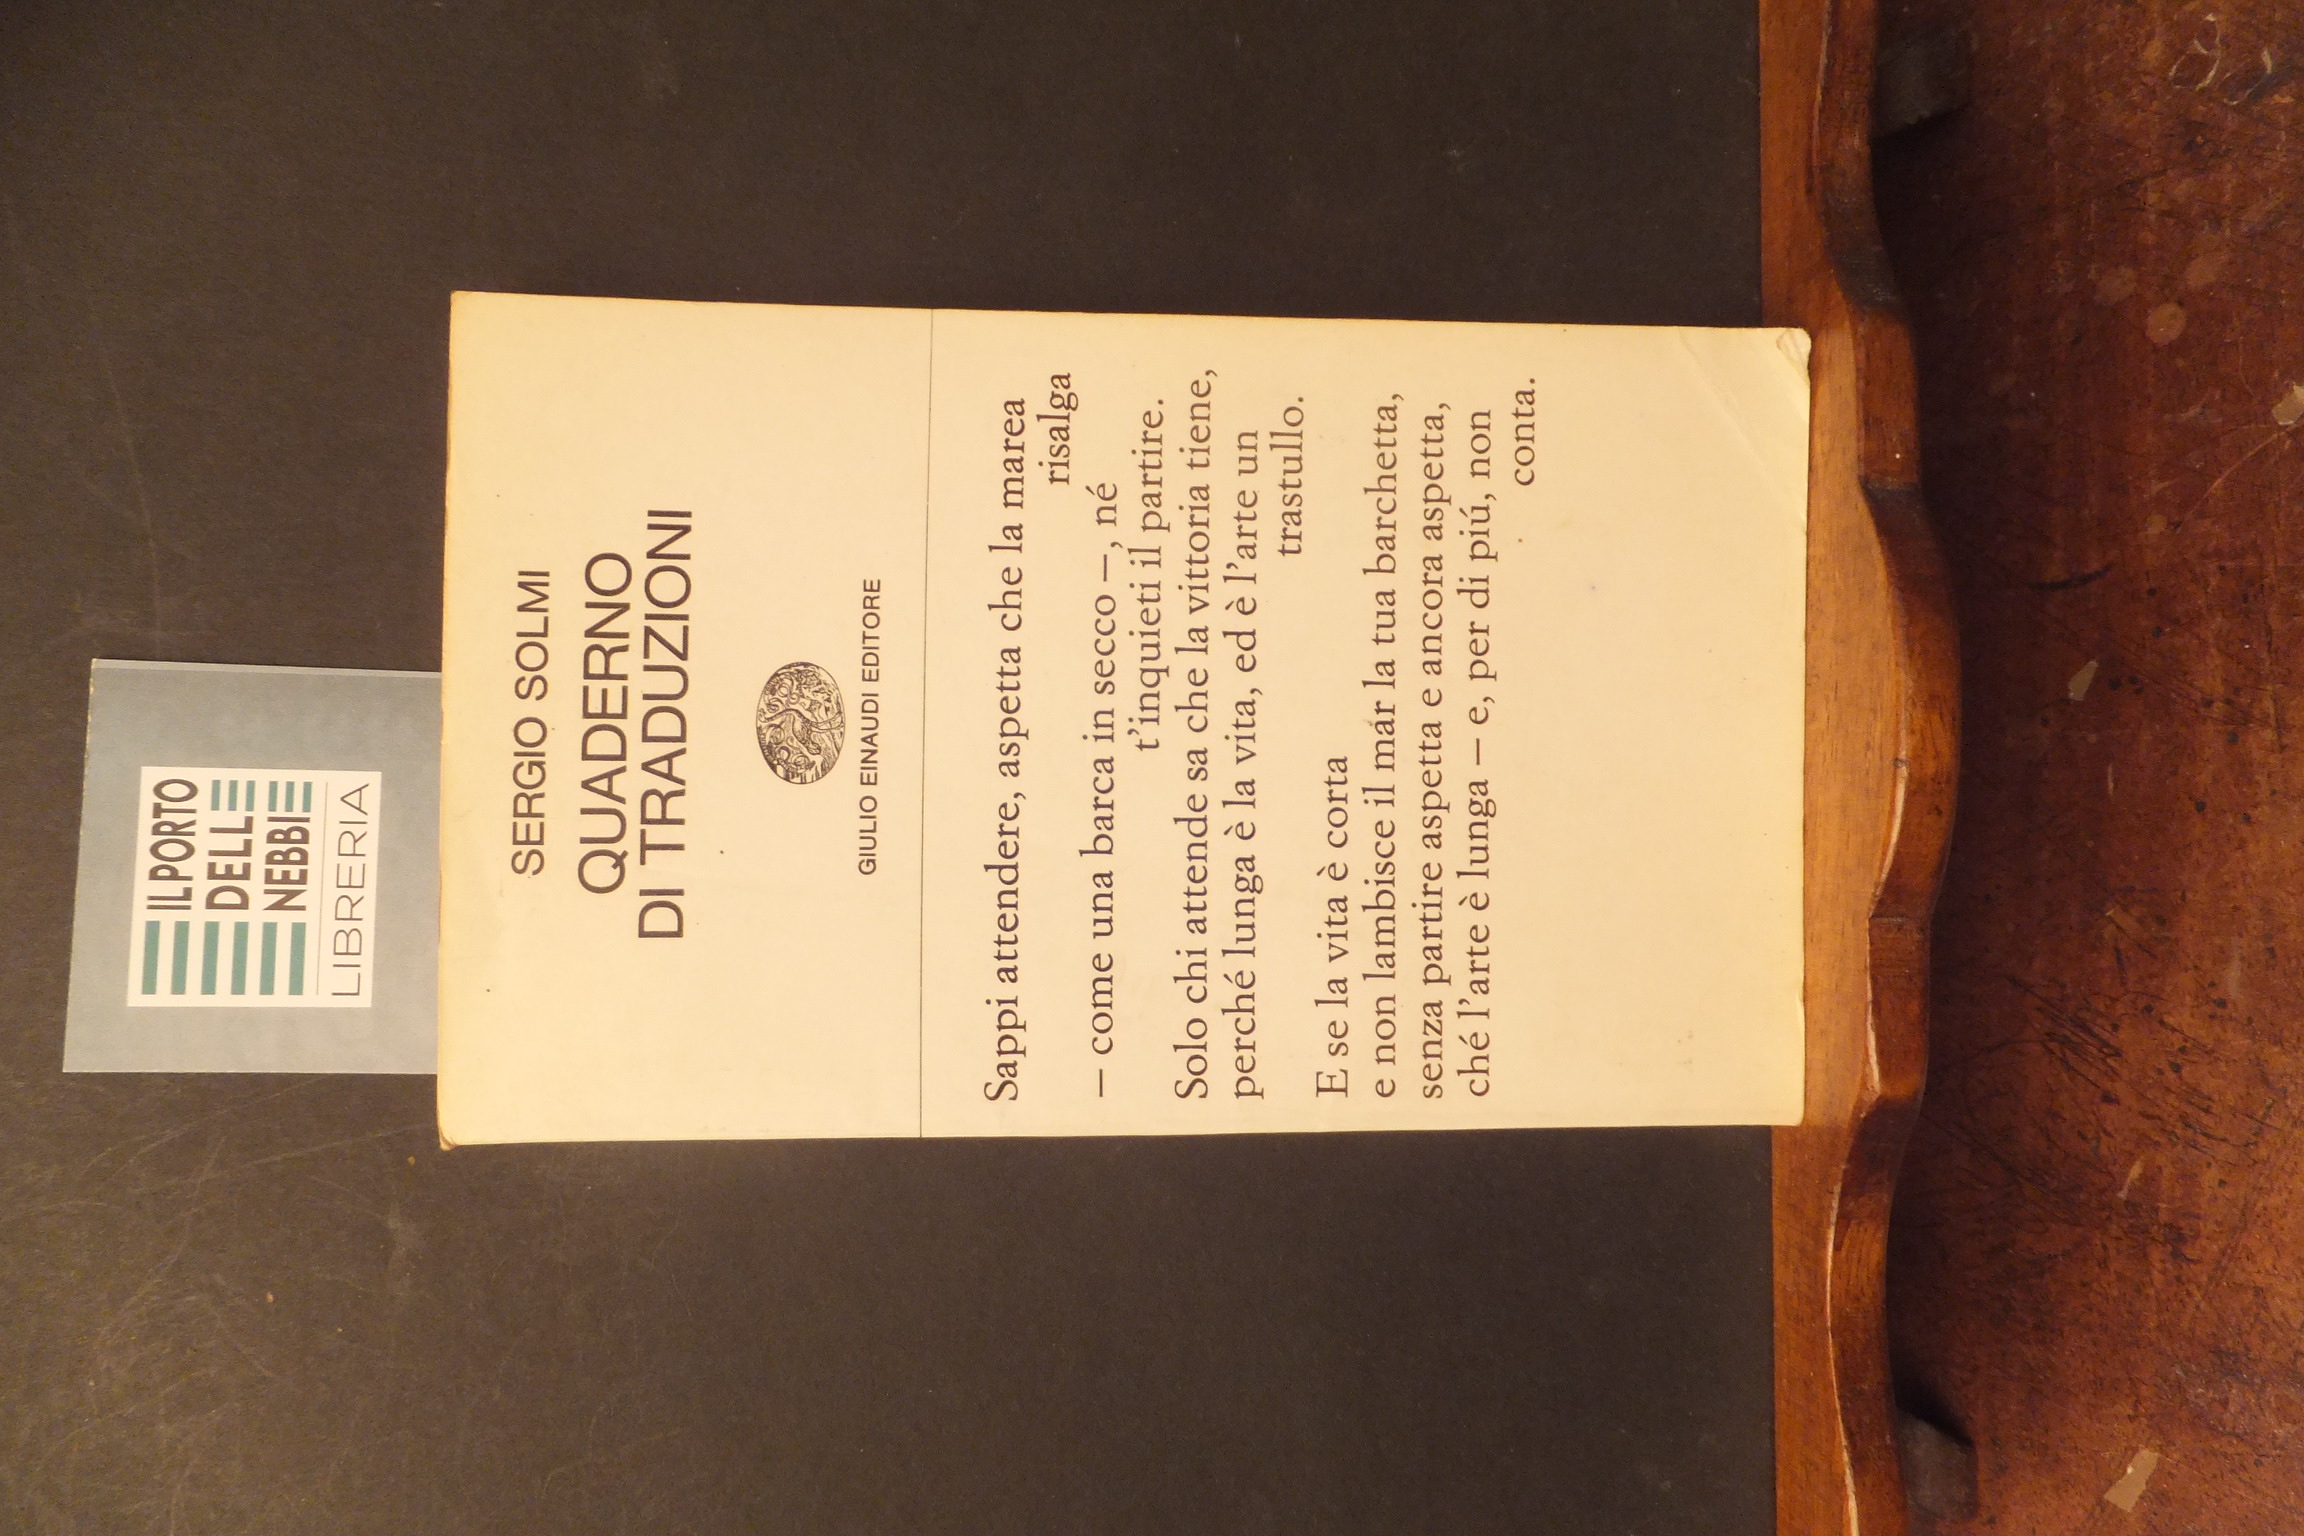 IL PORTO
DELLE
NEBBIE
LIBRERIA
SERGIO SOLMI
QUADERNO
DI TRADUZIONI
GIULIO EINAUDI EDITORE
Sappi attendere, aspetta che la marea
risalga
– come una barca in secco –, né
t'inquieti il partire.
Solo chi attende sa che la vittoria tiene,
perché lunga è la vita, ed è l'arte un
trastullo.
E se la vita è corta
e non lambisce il mar la tua barchetta,
senza partire aspetta e ancora aspetta,
ché l'arte è lunga – e, per di piú, non
conta.